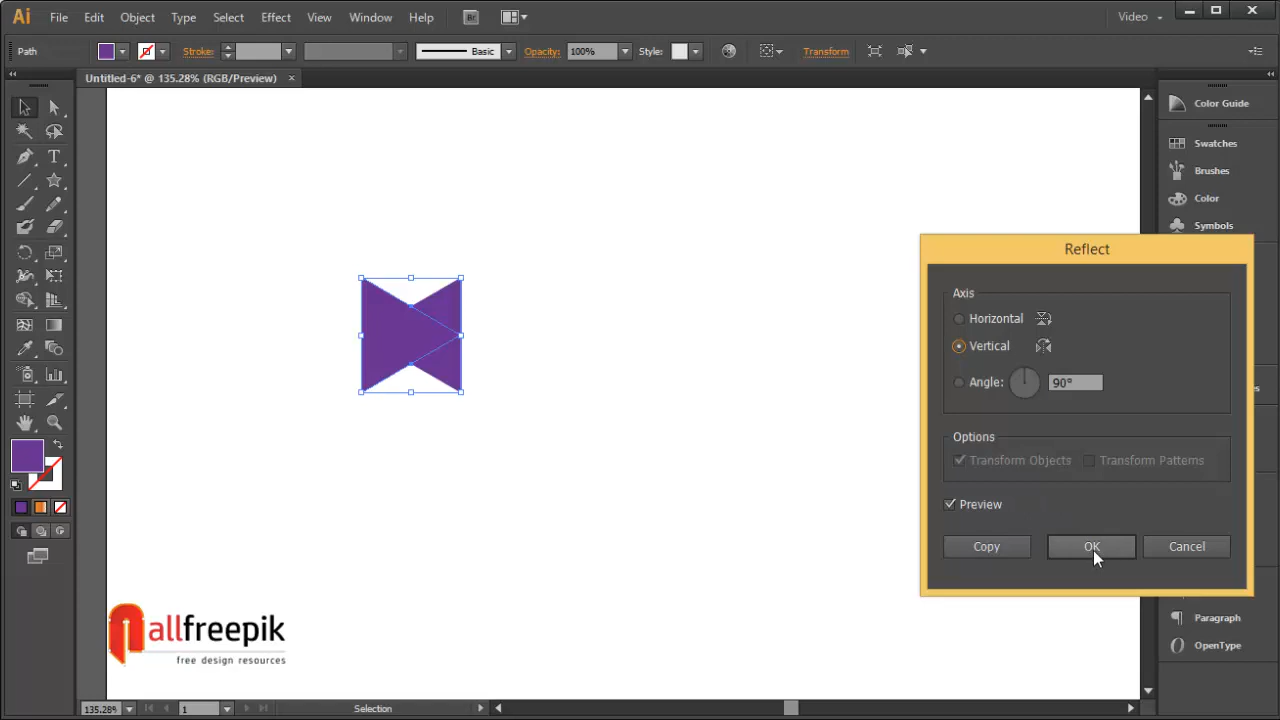 Ai File Edit Object Type Select Effect View Window Help Br Video
Path Stroke: Basic Opacity: 100% Style: Transform
Untitled-6* @ 135.28% (RGB/Preview) ×
Color Guide
Swatches
Brushes
Color
Symbols
Reflect
Axis
Horizontal
Vertical
Angle: 90°
Options
Transform Objects Transform Patterns
Preview
Copy OK Cancel
Paragraph
OpenType
allfreepik
free design resources
135.28% 1 Selection